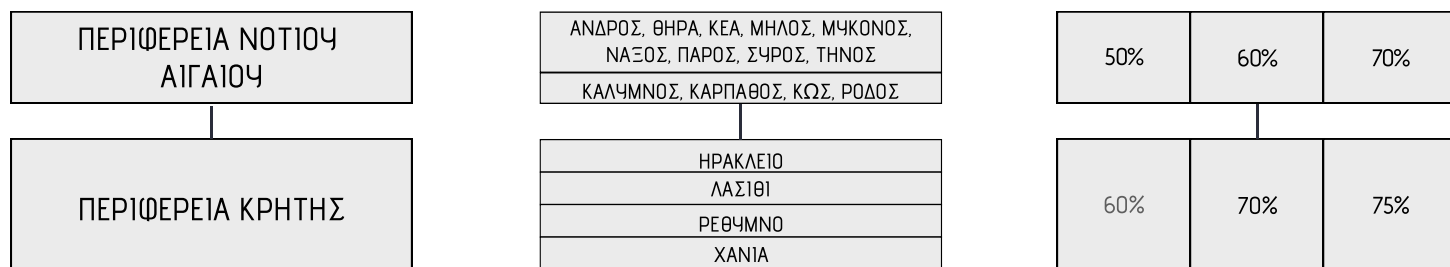 ΠΕΡΙΦΕΡΕΙΑ ΝΟΤΙΟΥ
ΑΙΓΑΙΟΥ
ΑΝΔΡΟΣ, ΘΗΡΑ, ΚΕΑ, ΜΗΛΟΣ, ΜΥΚΟΝΟΣ,
ΝΑΞΟΣ, ΠΑΡΟΣ, ΣΥΡΟΣ, ΤΗΝΟΣ
ΚΑΛΥΜΝΟΣ, ΚΑΡΠΑΘΟΣ, ΚΩΣ, ΡΟΔΟΣ
50% 60% 70%
ΠΕΡΙΦΕΡΕΙΑ ΚΡΗΤΗΣ
ΗΡΑΚΛΕΙΟ
ΛΑΣΙΘΙ
ΡΕΘΥΜΝΟ
ΧΑΝΙΑ
60% 70% 75%